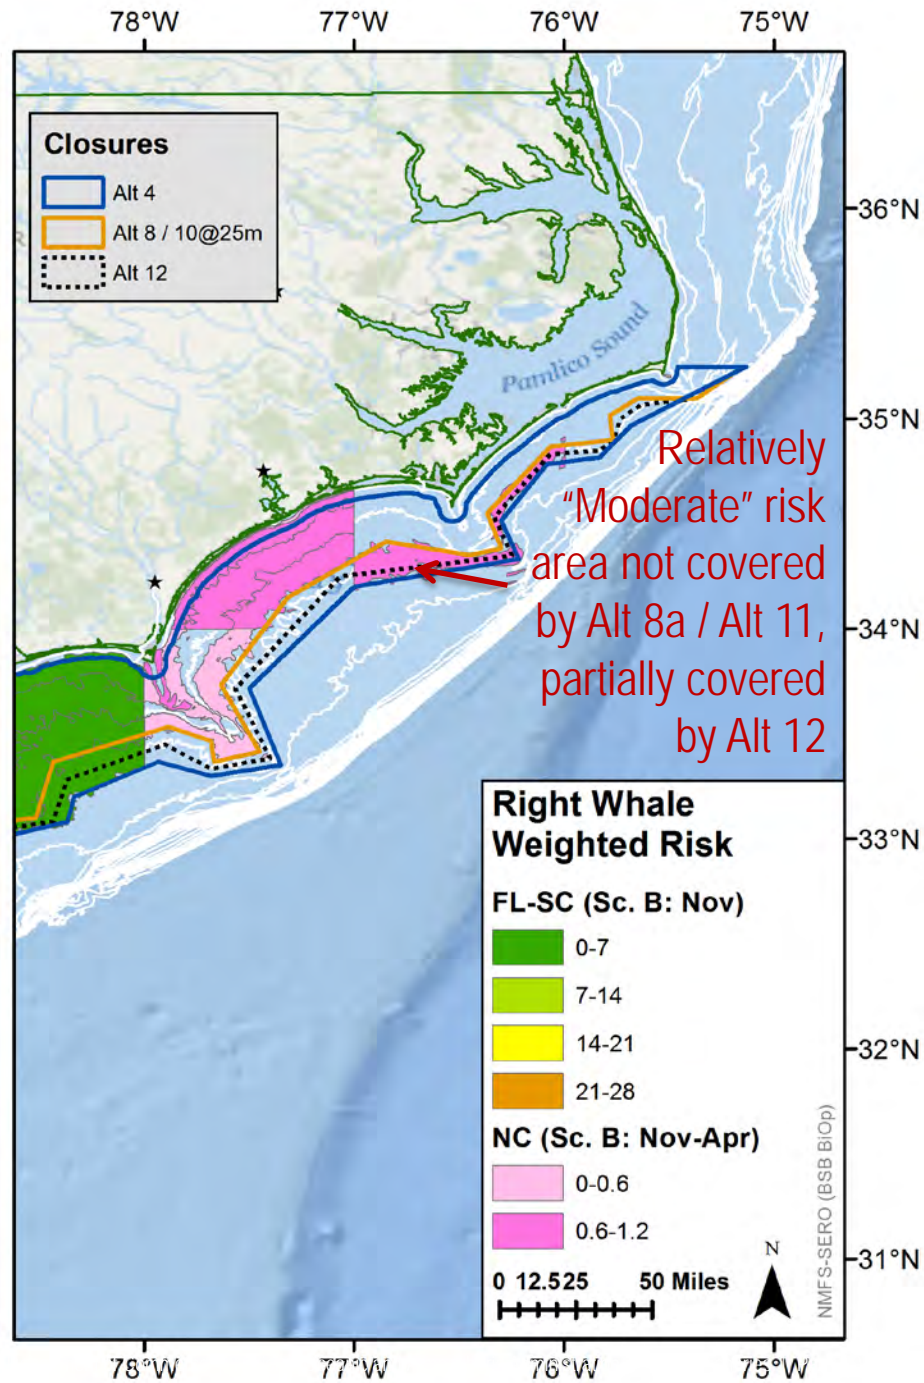 78°W 77°W 76°W 75°W
Closures
Alt 4
Alt 8 / 10@25m
Alt 12
36°N
Pamlico Sound
35°N
Relatively
“Moderate” risk
area not covered
by Alt 8a / Alt 11,
partially covered
by Alt 12
34°N
Right Whale
Weighted Risk
33°N
FL-SC (Sc. B: Nov)
0-7
7-14
14-21
21-28
32°N
NC (Sc. B: Nov-Apr)
0-0.6
0.6-1.2
0 12.525 50 Miles
N
31°N
NMFS-SERO (BSB BiOp)
78°W 77°W 76°W 75°W